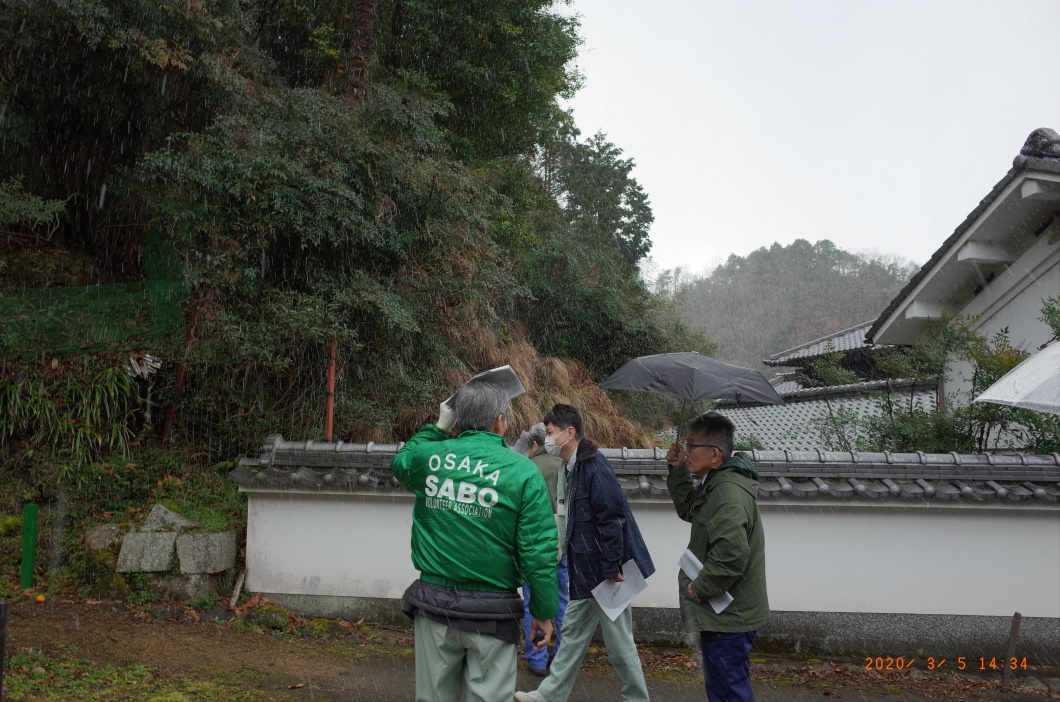 OSAKA
SABO
VOLUNTEER ASSOCIATION
2020/ 3/ 5 14:34